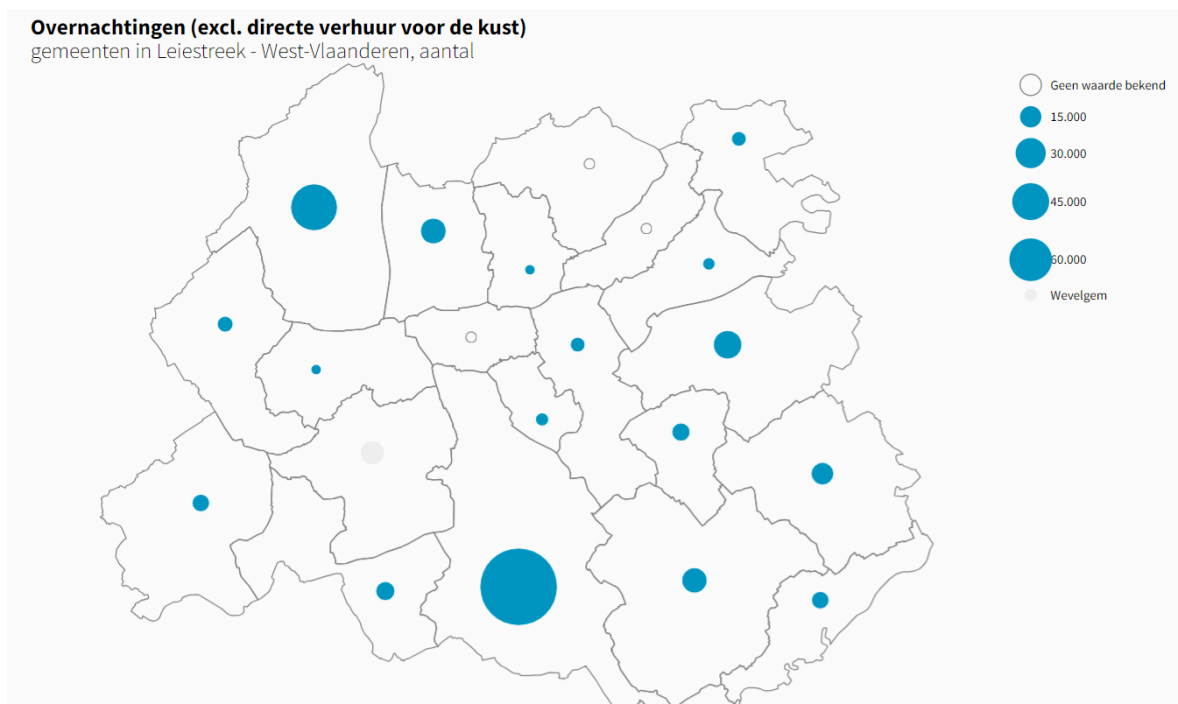 Overnachtingen (excl. directe verhuur voor de kust)
gemeenten in Leiestreek - West-Vlaanderen, aantal
Geen waarde bekend
15.000
30.000
45.000
60.000
Wevelgem